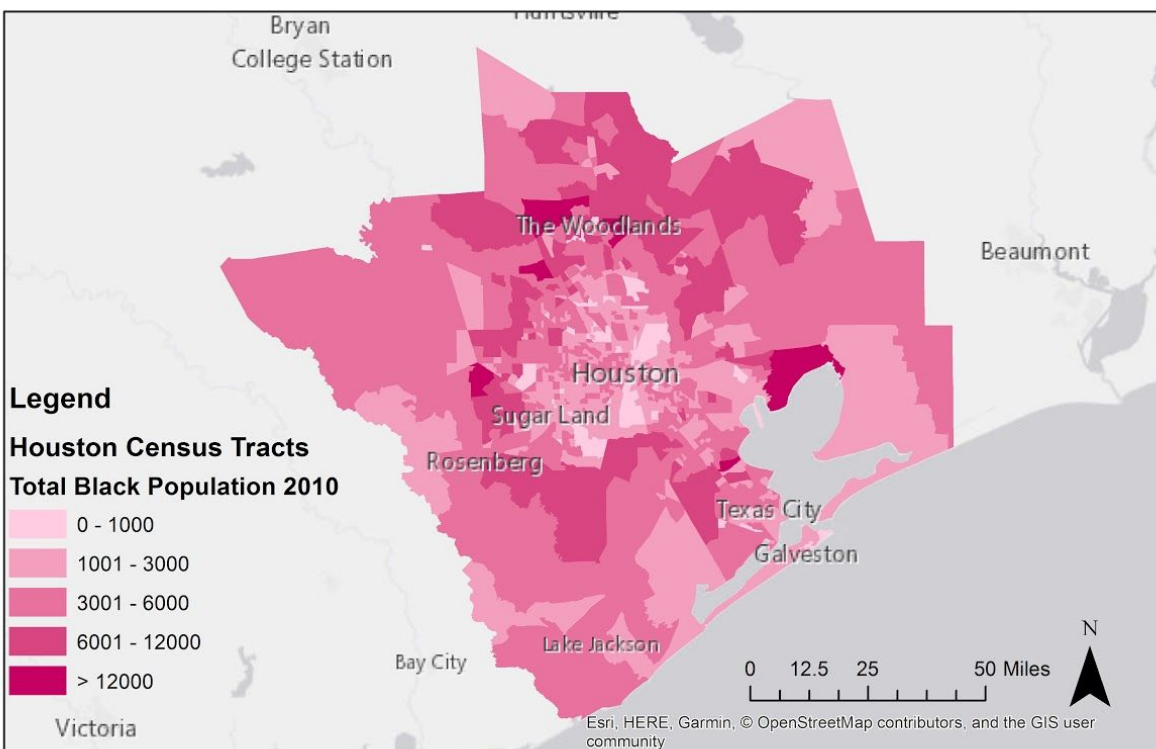 Bryan
College Station
The Woodlands
Beaumont
Houston
Sugar Land
Rosenberg
Texas City
Galveston
Lake Jackson
Bay City
Victoria
Legend
Houston Census Tracts
Total Black Population 2010
0 - 1000
1001 - 3000
3001 - 6000
6001 - 12000
> 12000
N
0 12.5 25 50 Miles
Esri, HERE, Garmin, © OpenStreetMap contributors, and the GIS user
community